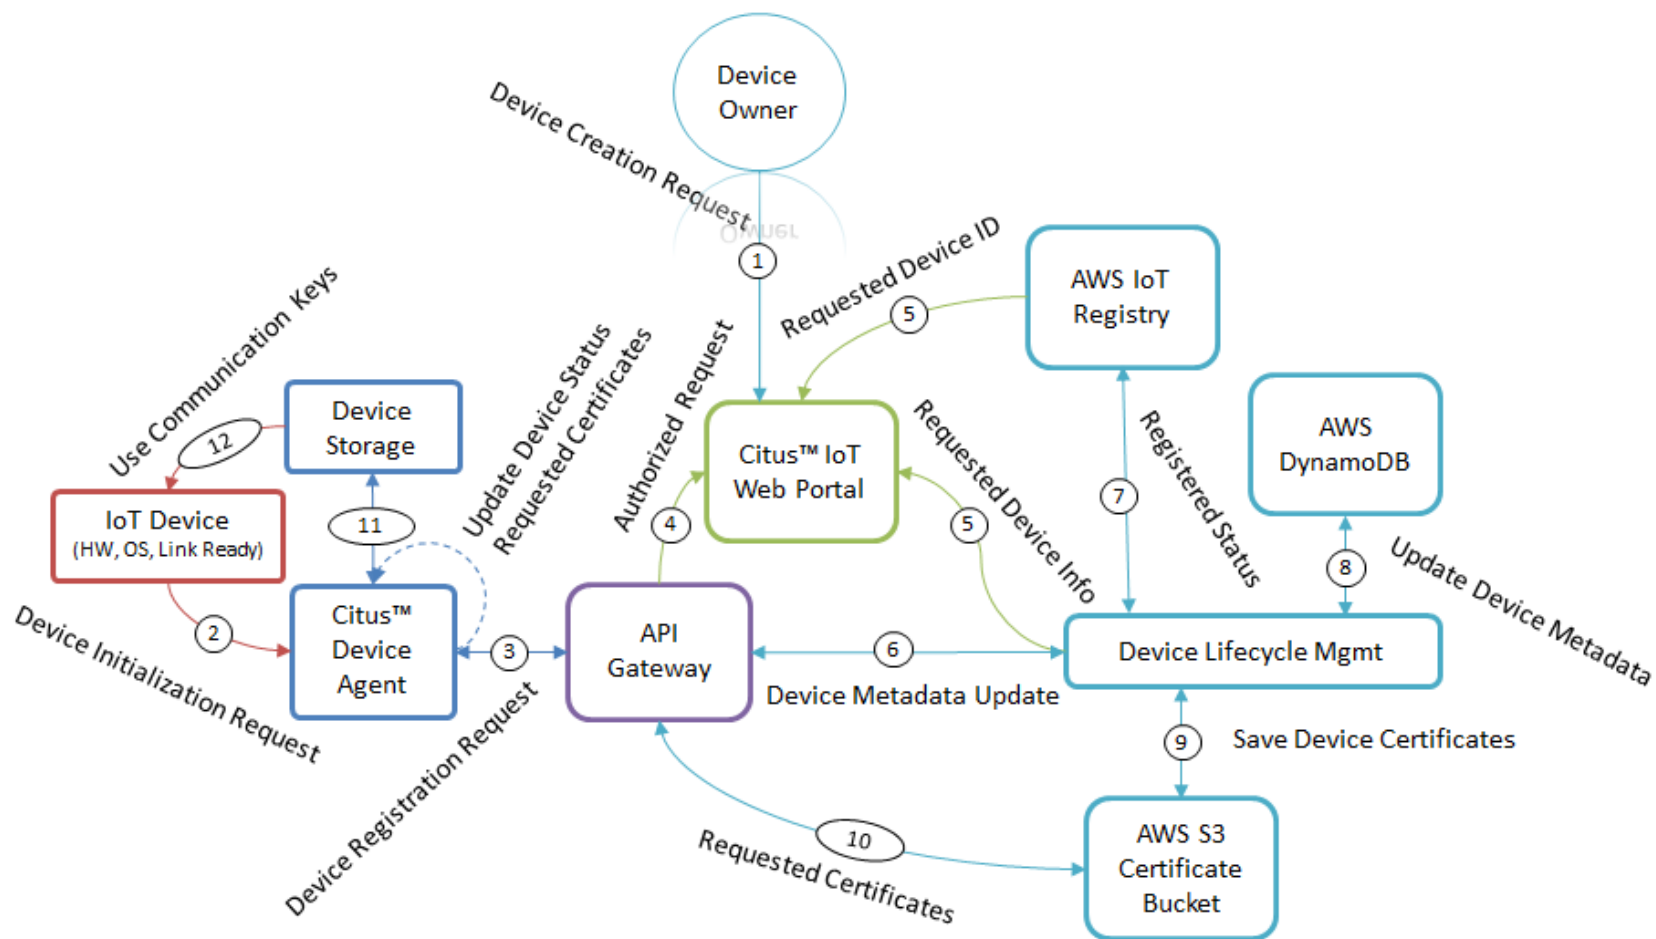 Device
Owner
Device Creation Request
Owner
1
Requested Device ID
5
AWS IoT
Registry
Use Communication Keys
12
Device
Storage
Update Device Status
Requested Certificates
Authorized Request
4
Citus™ IoT
Web Portal
Requested Device Info
5
7
Registered Status
AWS
DynamoDB
8
Update Device Metadata
IoT Device
(HW, OS, Link Ready)
11
2
Device Initialization Request
Citus™
Device
Agent
3
Device Registration Request
API
Gateway
6
Device Metadata Update
Device Lifecycle Mgmt
9
Save Device Certificates
10
Requested Certificates
AWS S3
Certificate
Bucket